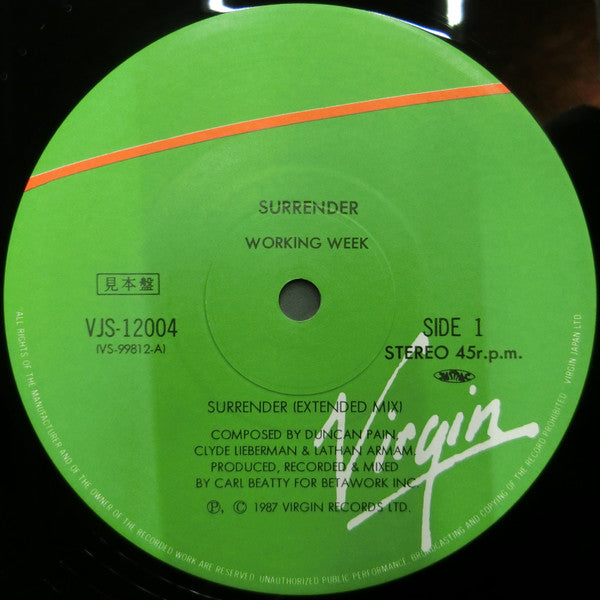 SURRENDER
WORKING WEEK
見本盤
VJS-12004
(VS-99812-A)
SIDE 1
STEREO 45r.p.m.
JASRAC
SURRENDER (EXTENDED MIX)
COMPOSED BY DUNCAN PAIN,
CLYDE LIEBERMAN & LATHAN ARMAM.
PRODUCED, RECORDED & MIXED
BY CARL BEATTY FOR BETAWORK INC.
Ⓟ, © 1987 VIRGIN RECORDS LTD.
Virgin
ALL RIGHTS OF THE MANUFACTURER AND OF THE OWNER OF THE RECORDED WORK ARE RESERVED. UNAUTHORIZED PUBLIC PERFORMANCE, BROADCASTING AND COPYING OF THE RECORD PROHIBITED VIRGIN JAPAN LTD